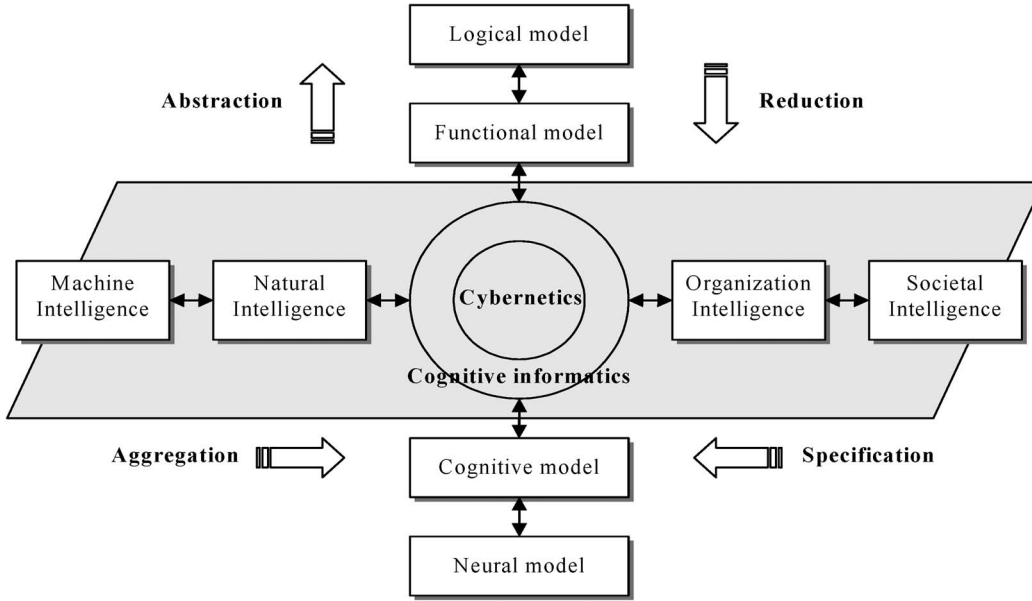 Logical model
Abstraction
Reduction
Functional model
Machine
Intelligence
Natural
Intelligence
Cybernetics
Organization
Intelligence
Societal
Intelligence
Cognitive informatics
Aggregation
Cognitive model
Specification
Neural model